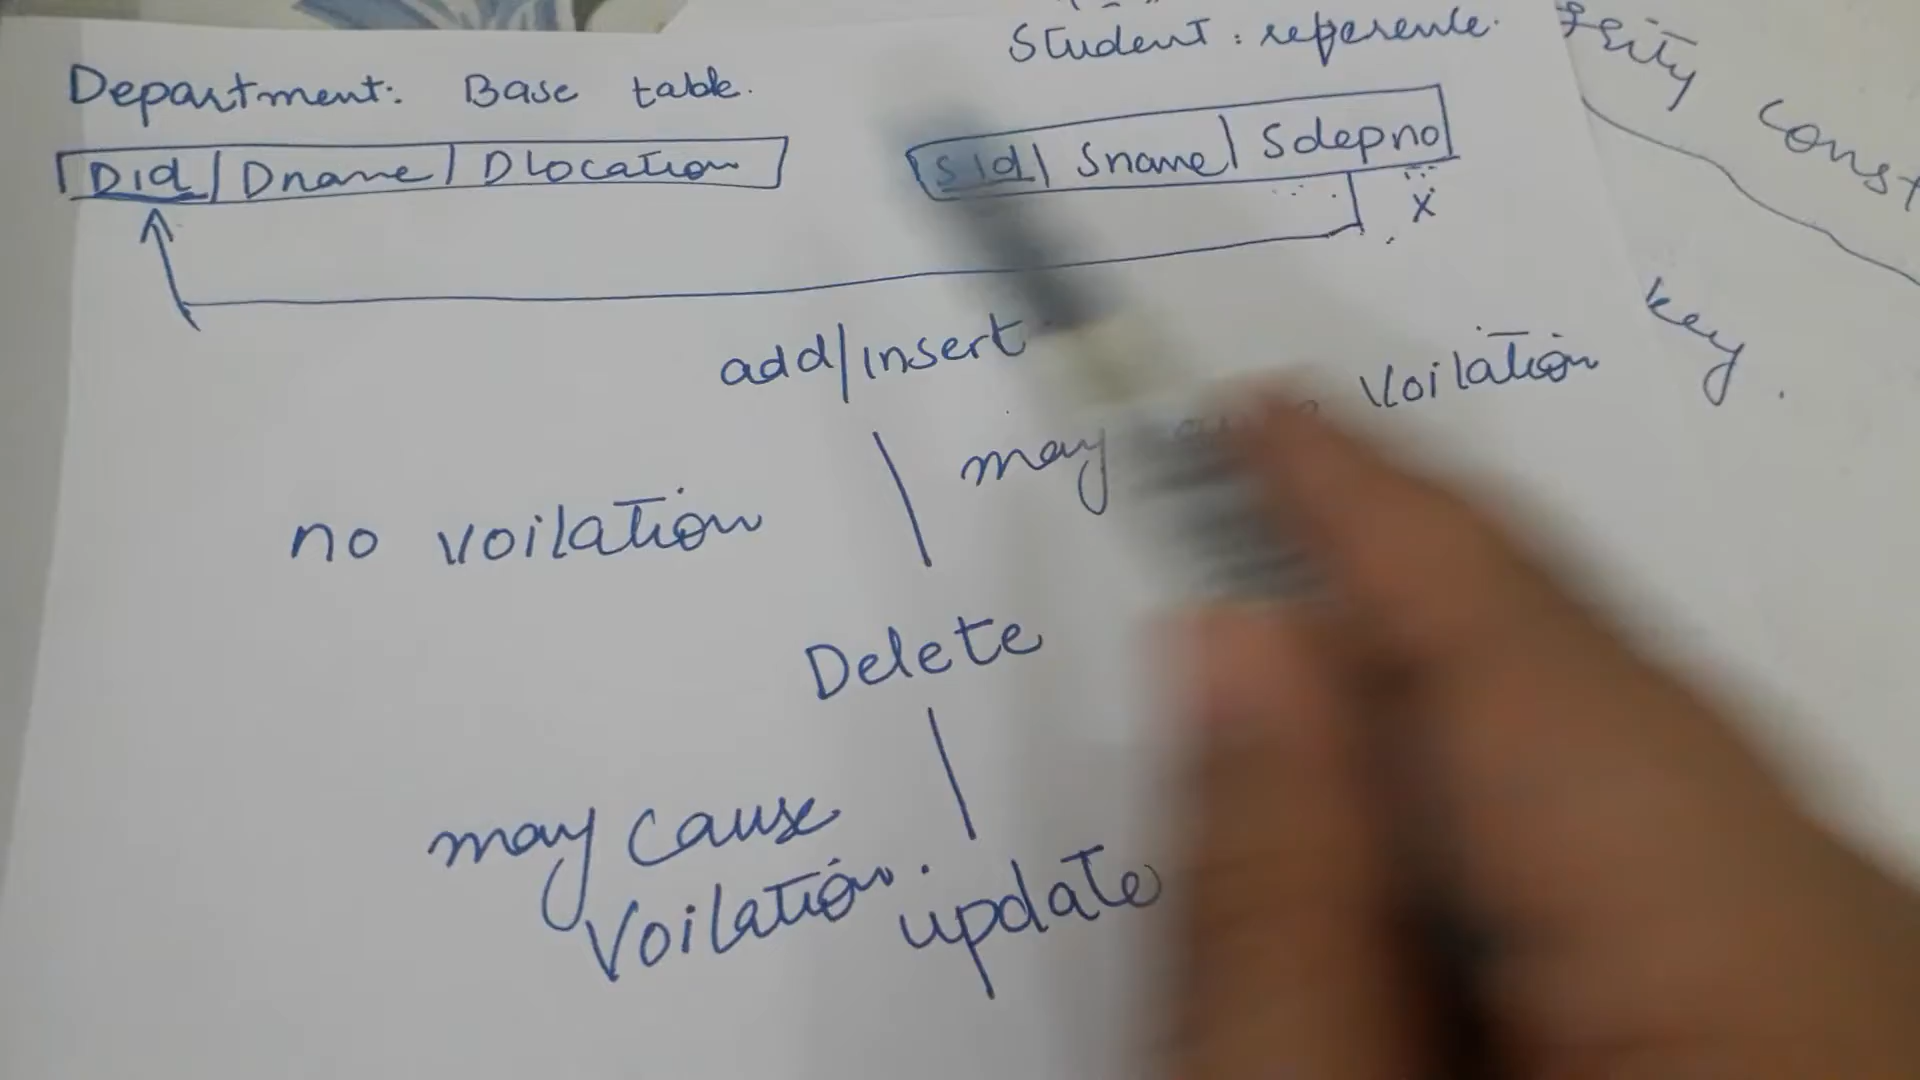 Department: Base table.
Did | Dname | Dlocation
Student: reference.
Sid | Sname | Sdepno
x
add/insert
no voilation
may voilation
Delete
may cause
voilation.
update
const
key.